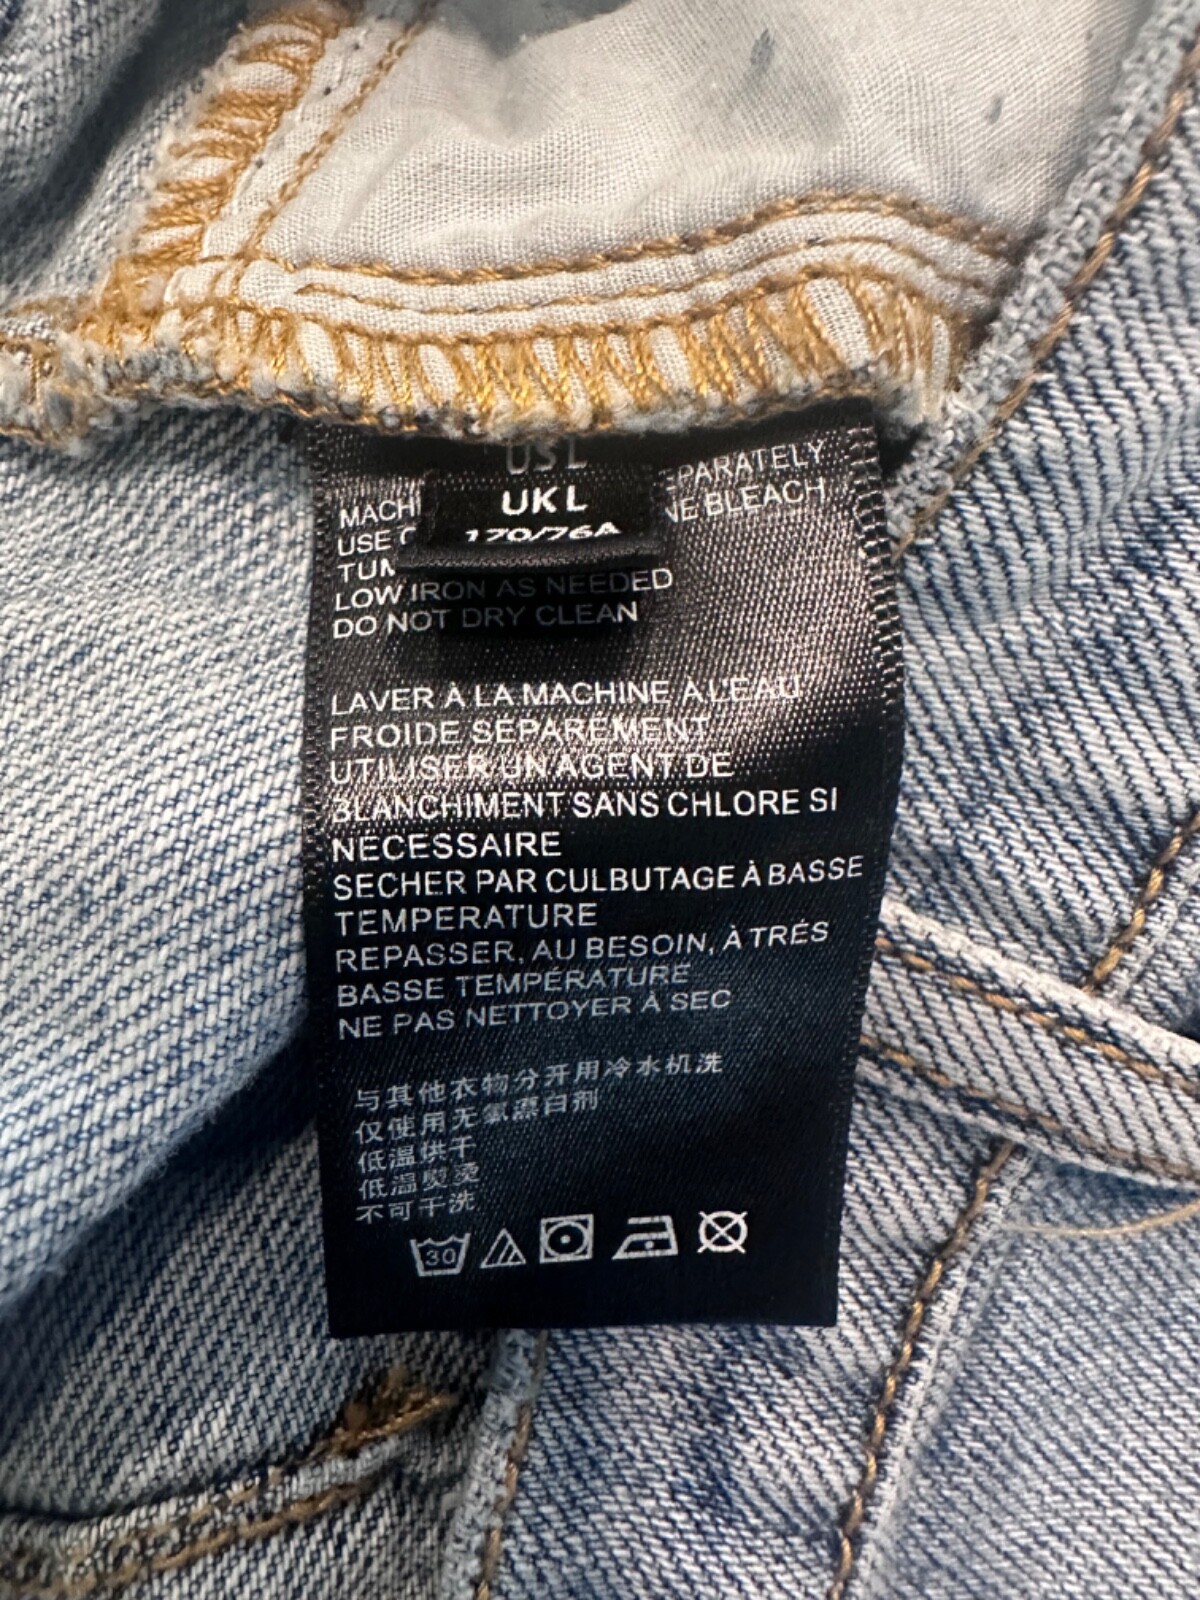 US L
UK L
170/76A
MACH PARATELY
USE NE BLEACH
TUM
LOW IRON AS NEEDED
DO NOT DRY CLEAN
LAVER À LA MACHINE À L'EAU
FROIDE SÉPARÉMENT
UTILISER UN AGENT DE
BLANCHIMENT SANS CHLORE SI
NECESSAIRE
SECHER PAR CULBUTAGE À BASSE
TEMPERATURE
REPASSER, AU BESOIN, À TRÉS
BASSE TEMPÉRATURE
NE PAS NETTOYER À SEC
与其他衣物分开用冷水机洗
仅使用无氯漂白剂
低温烘干
低温熨烫
不可干洗
30